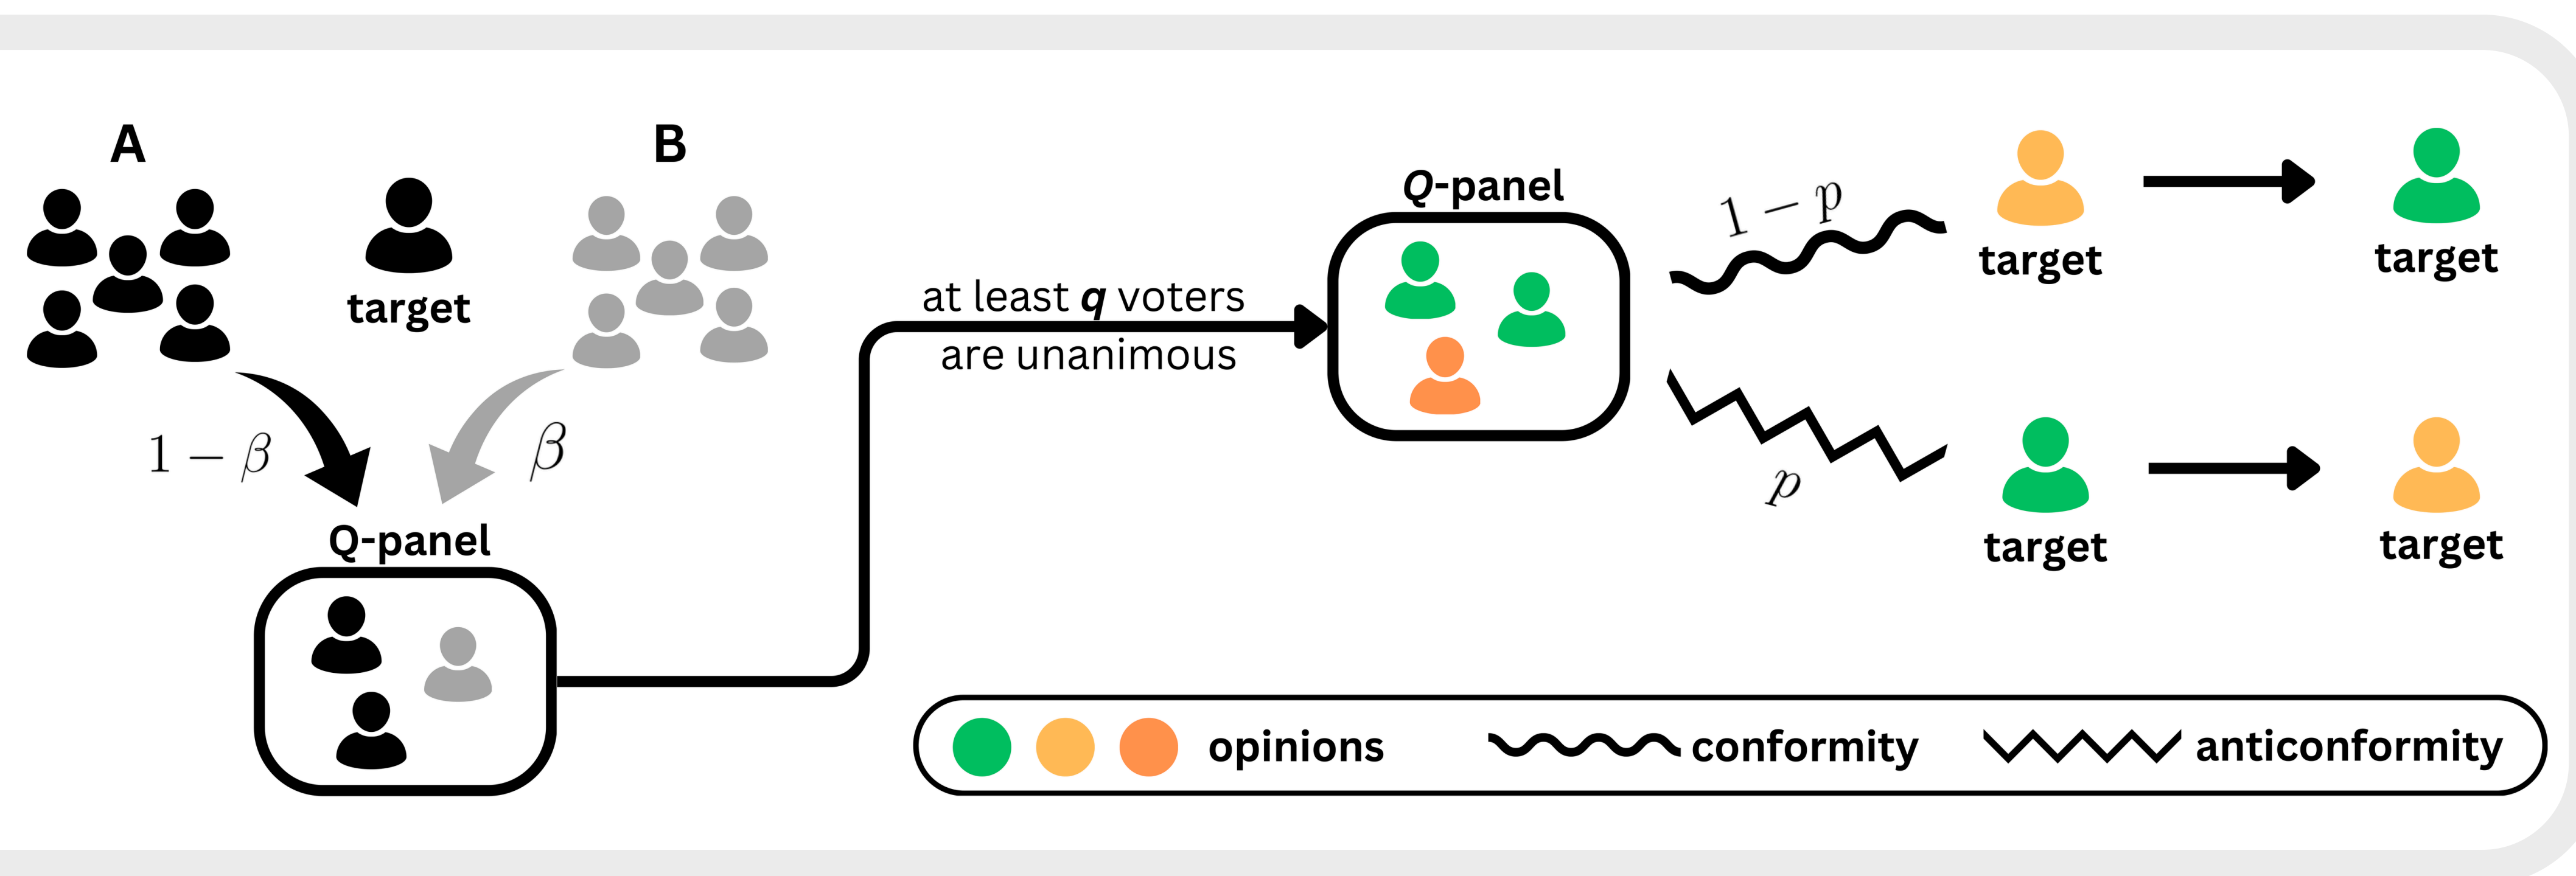 A
B
target
1 − β
β
Q-panel
at least q voters
are unanimous
Q-panel
1 − p
p
target
target
target
target
opinions
conformity
anticonformity